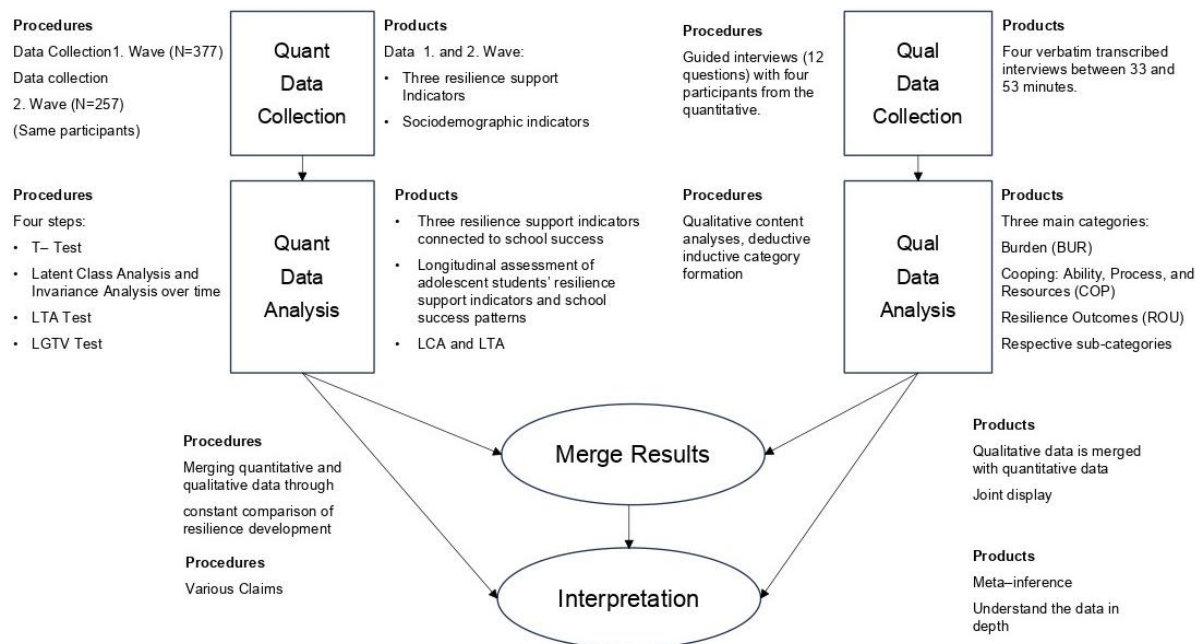 Procedures
Data Collection1. Wave (N=377)
Data collection
2. Wave (N=257)
(Same participants)
Quant
Data
Collection
Products
Data 1. and 2. Wave:
• Three resilience support
Indicators
• Sociodemographic indicators
Procedures
Guided interviews (12
questions) with four
participants from the
quantitative.
Qual
Data
Collection
Products
Four verbatim transcribed
interviews between 33 and
53 minutes.
Procedures
Four steps:
• T– Test
• Latent Class Analysis and
Invariance Analysis over time
• LTA Test
• LGTV Test
Quant
Data
Analysis
Products
• Three resilience support indicators
connected to school success
• Longitudinal assessment of
adolescent students' resilience
support indicators and school
success patterns
• LCA and LTA
Procedures
Qualitative content
analyses, deductive
inductive category
formation
Qual
Data
Analysis
Products
Three main categories:
Burden (BUR)
Cooping: Ability, Process, and
Resources (COP)
Resilience Outcomes (ROU)
Respective sub-categories
Procedures
Merging quantitative and
qualitative data through
constant comparison of
resilience development
Merge Results
Products
Qualitative data is merged
with quantitative data
Joint display
Procedures
Various Claims
Interpretation
Products
Meta–inference
Understand the data in
depth